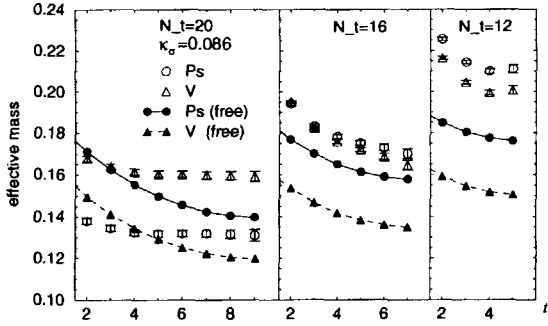 N_t=20
κ_σ=0.086
Ps
V
Ps (free)
V (free)
N_t=16
N_t=12
effective mass
0.24
0.22
0.20
0.18
0.16
0.14
0.12
0.10
2 4 6 8
2 4 6
2 4
t